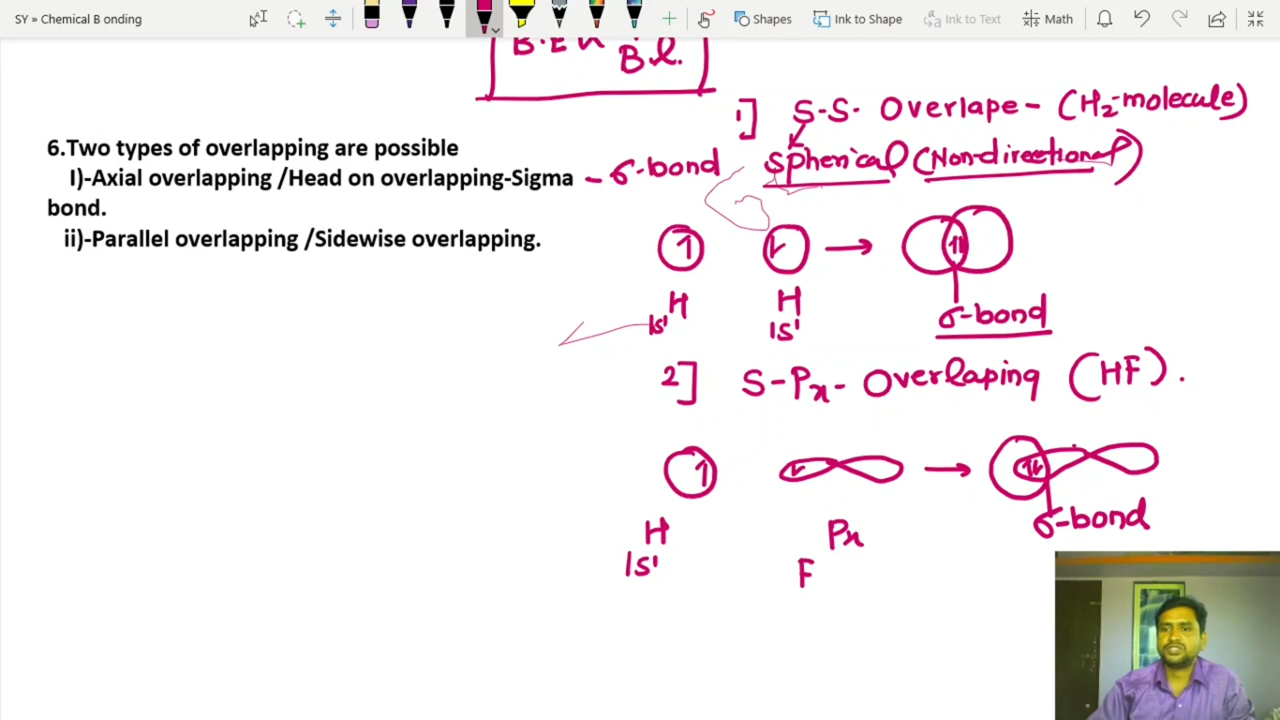 SY » Chemical B onding
Shapes
Ink to Shape
Ink to Text
Math
B.E α
B.l.
6.Two types of overlapping are possible
I)-Axial overlapping /Head on overlapping-Sigma
bond.
ii)-Parallel overlapping /Sidewise overlapping.
- σ-bond
1] S-S- Overlape - (H2-molecule)
Spherical (Non-directional)
1
H
1s1
H
1s1
σ-bond
2] S-Px- Overlaping (HF).
1
H
1s1
Px
F
σ-bond